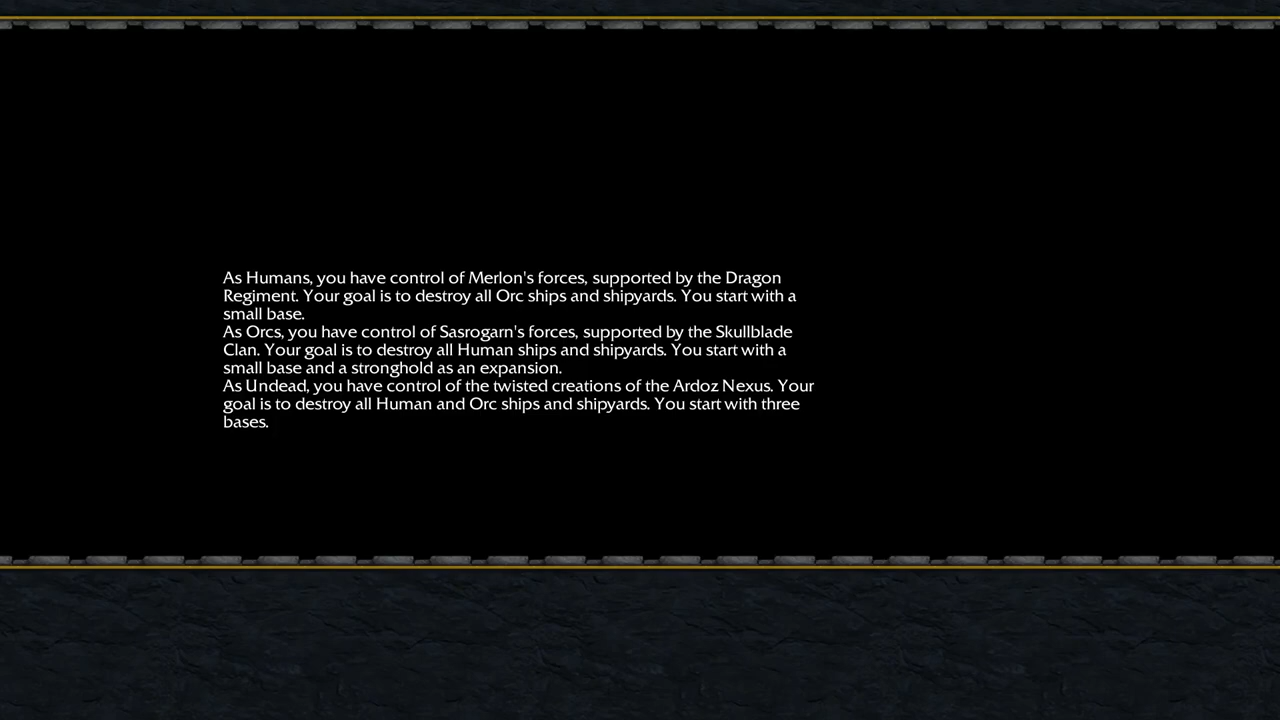 As Humans, you have control of Merlon's forces, supported by the Dragon
Regiment. Your goal is to destroy all Orc ships and shipyards. You start with a
small base.
As Orcs, you have control of Sasrogarn's forces, supported by the Skullblade
Clan. Your goal is to destroy all Human ships and shipyards. You start with a
small base and a stronghold as an expansion.
As Undead, you have control of the twisted creations of the Ardoz Nexus. Your
goal is to destroy all Human and Orc ships and shipyards. You start with three
bases.